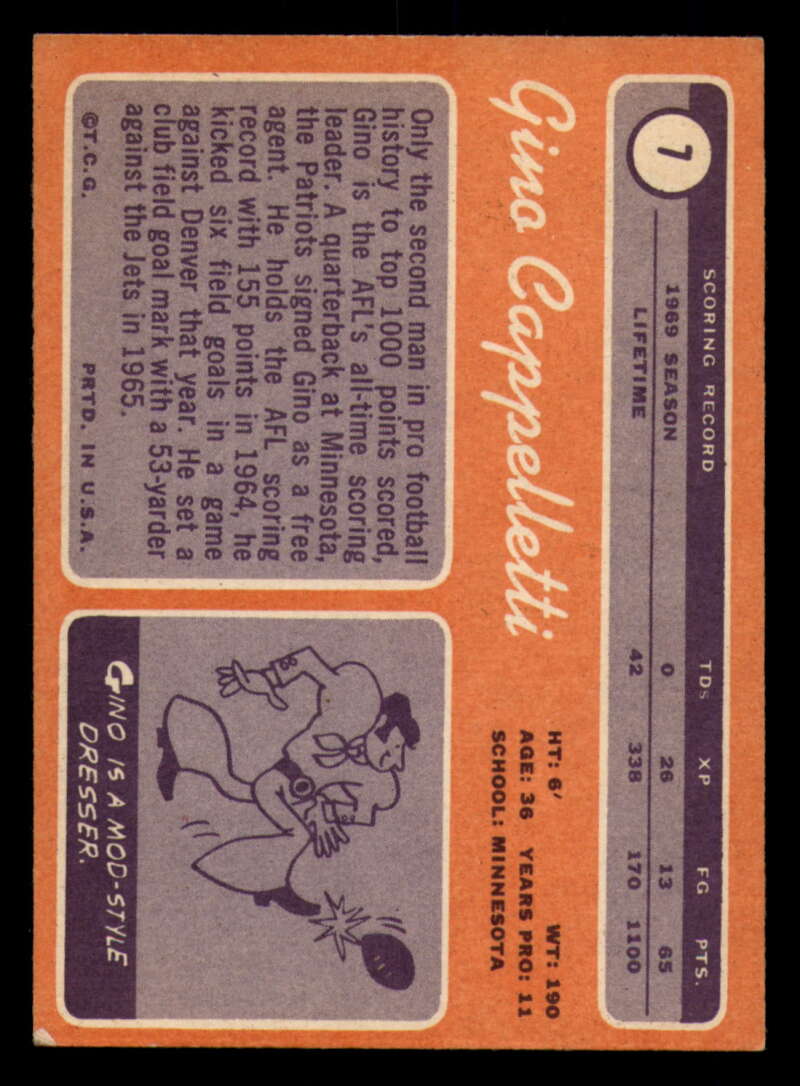 7
SCORING RECORD TDs XP FG PTS.
1969 SEASON 0 26 13 65
LIFETIME 42 338 170 1100
Gino Cappelletti
HT: 6′ WT: 190
AGE: 36 YEARS PRO: 11
SCHOOL: MINNESOTA
Only the second man in pro football
history to top 1000 points scored,
Gino is the AFL's all-time scoring
leader. A quarterback at Minnesota,
the Patriots signed Gino as a free
agent. He holds the AFL scoring
record with 155 points in 1964, he
kicked six field goals in a game
against Denver that year. He set a
club field goal mark with a 53-yarder
against the Jets in 1965.
©T.C.G. PRTD. IN U.S.A.
GINO IS A MOD-STYLE
DRESSER.